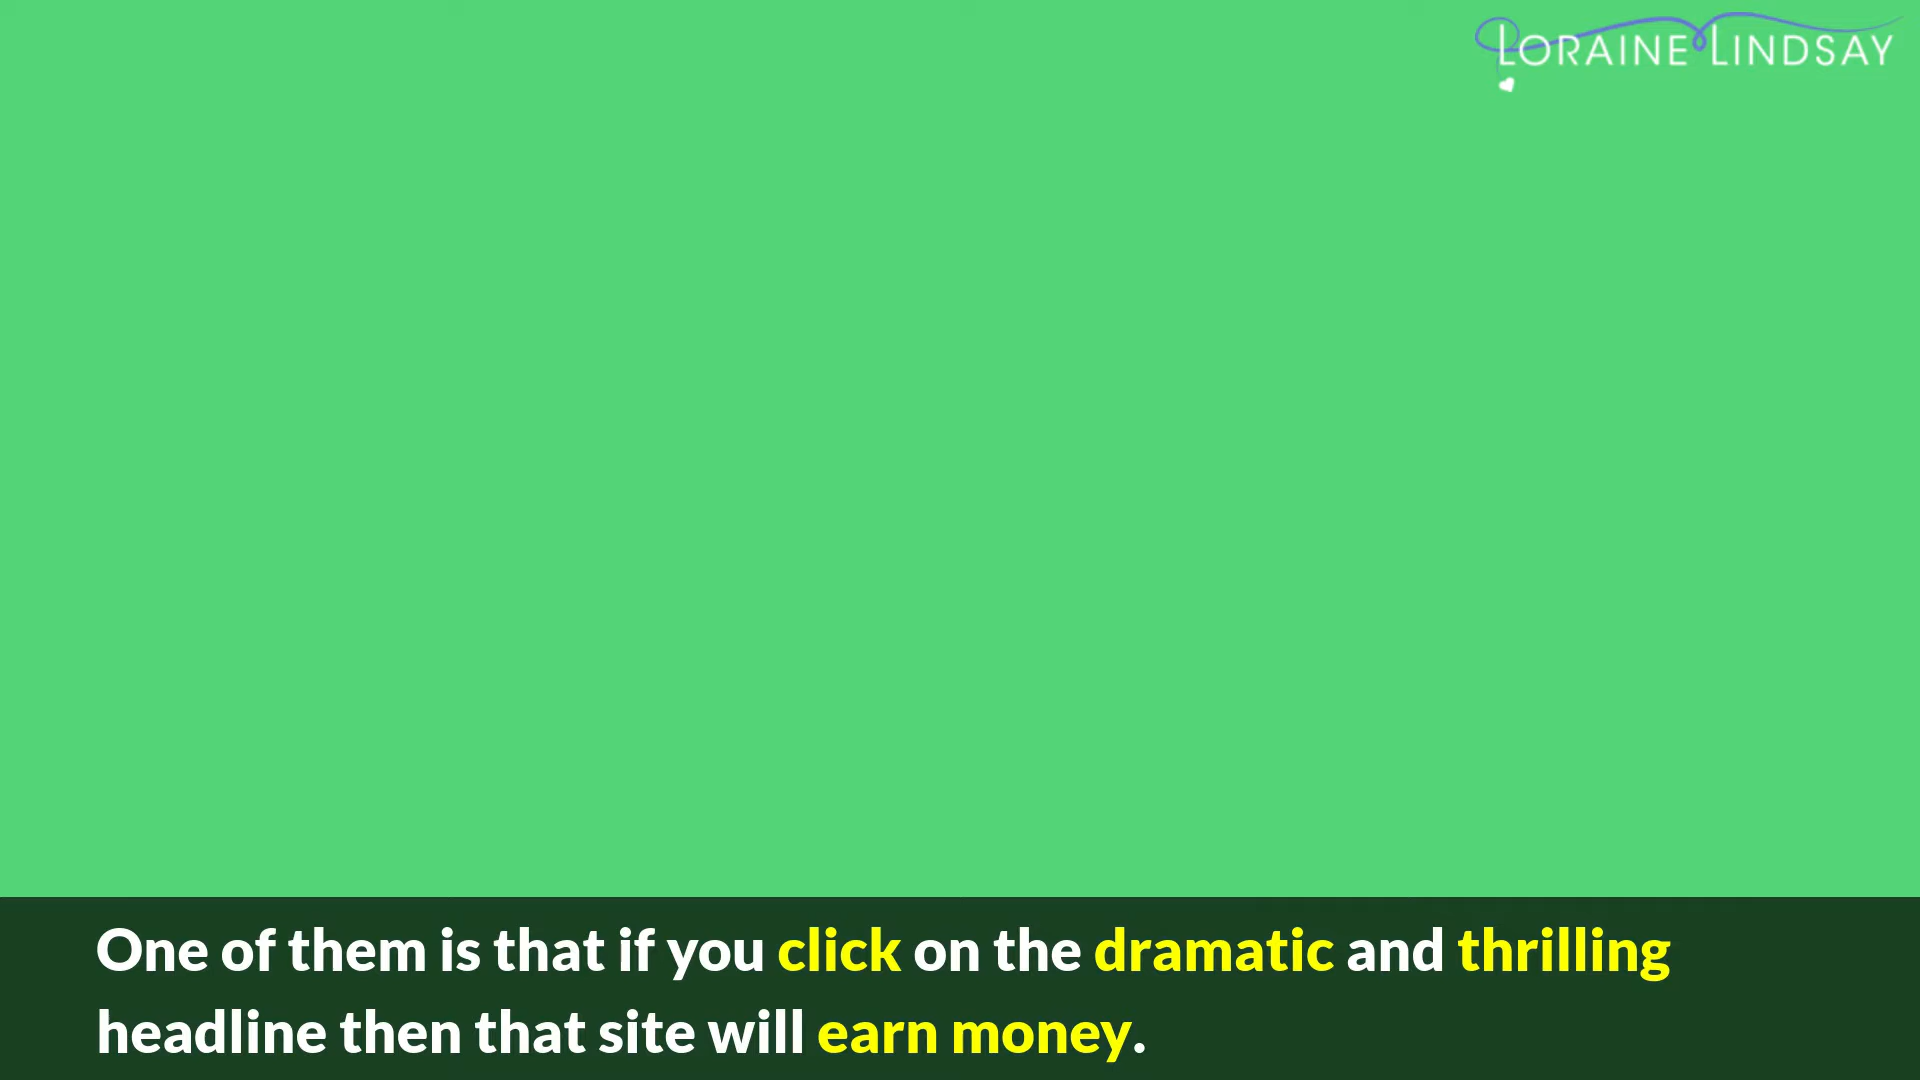 LORAINE LINDSAY
One of them is that if you click on the dramatic and thrilling
headline then that site will earn money.